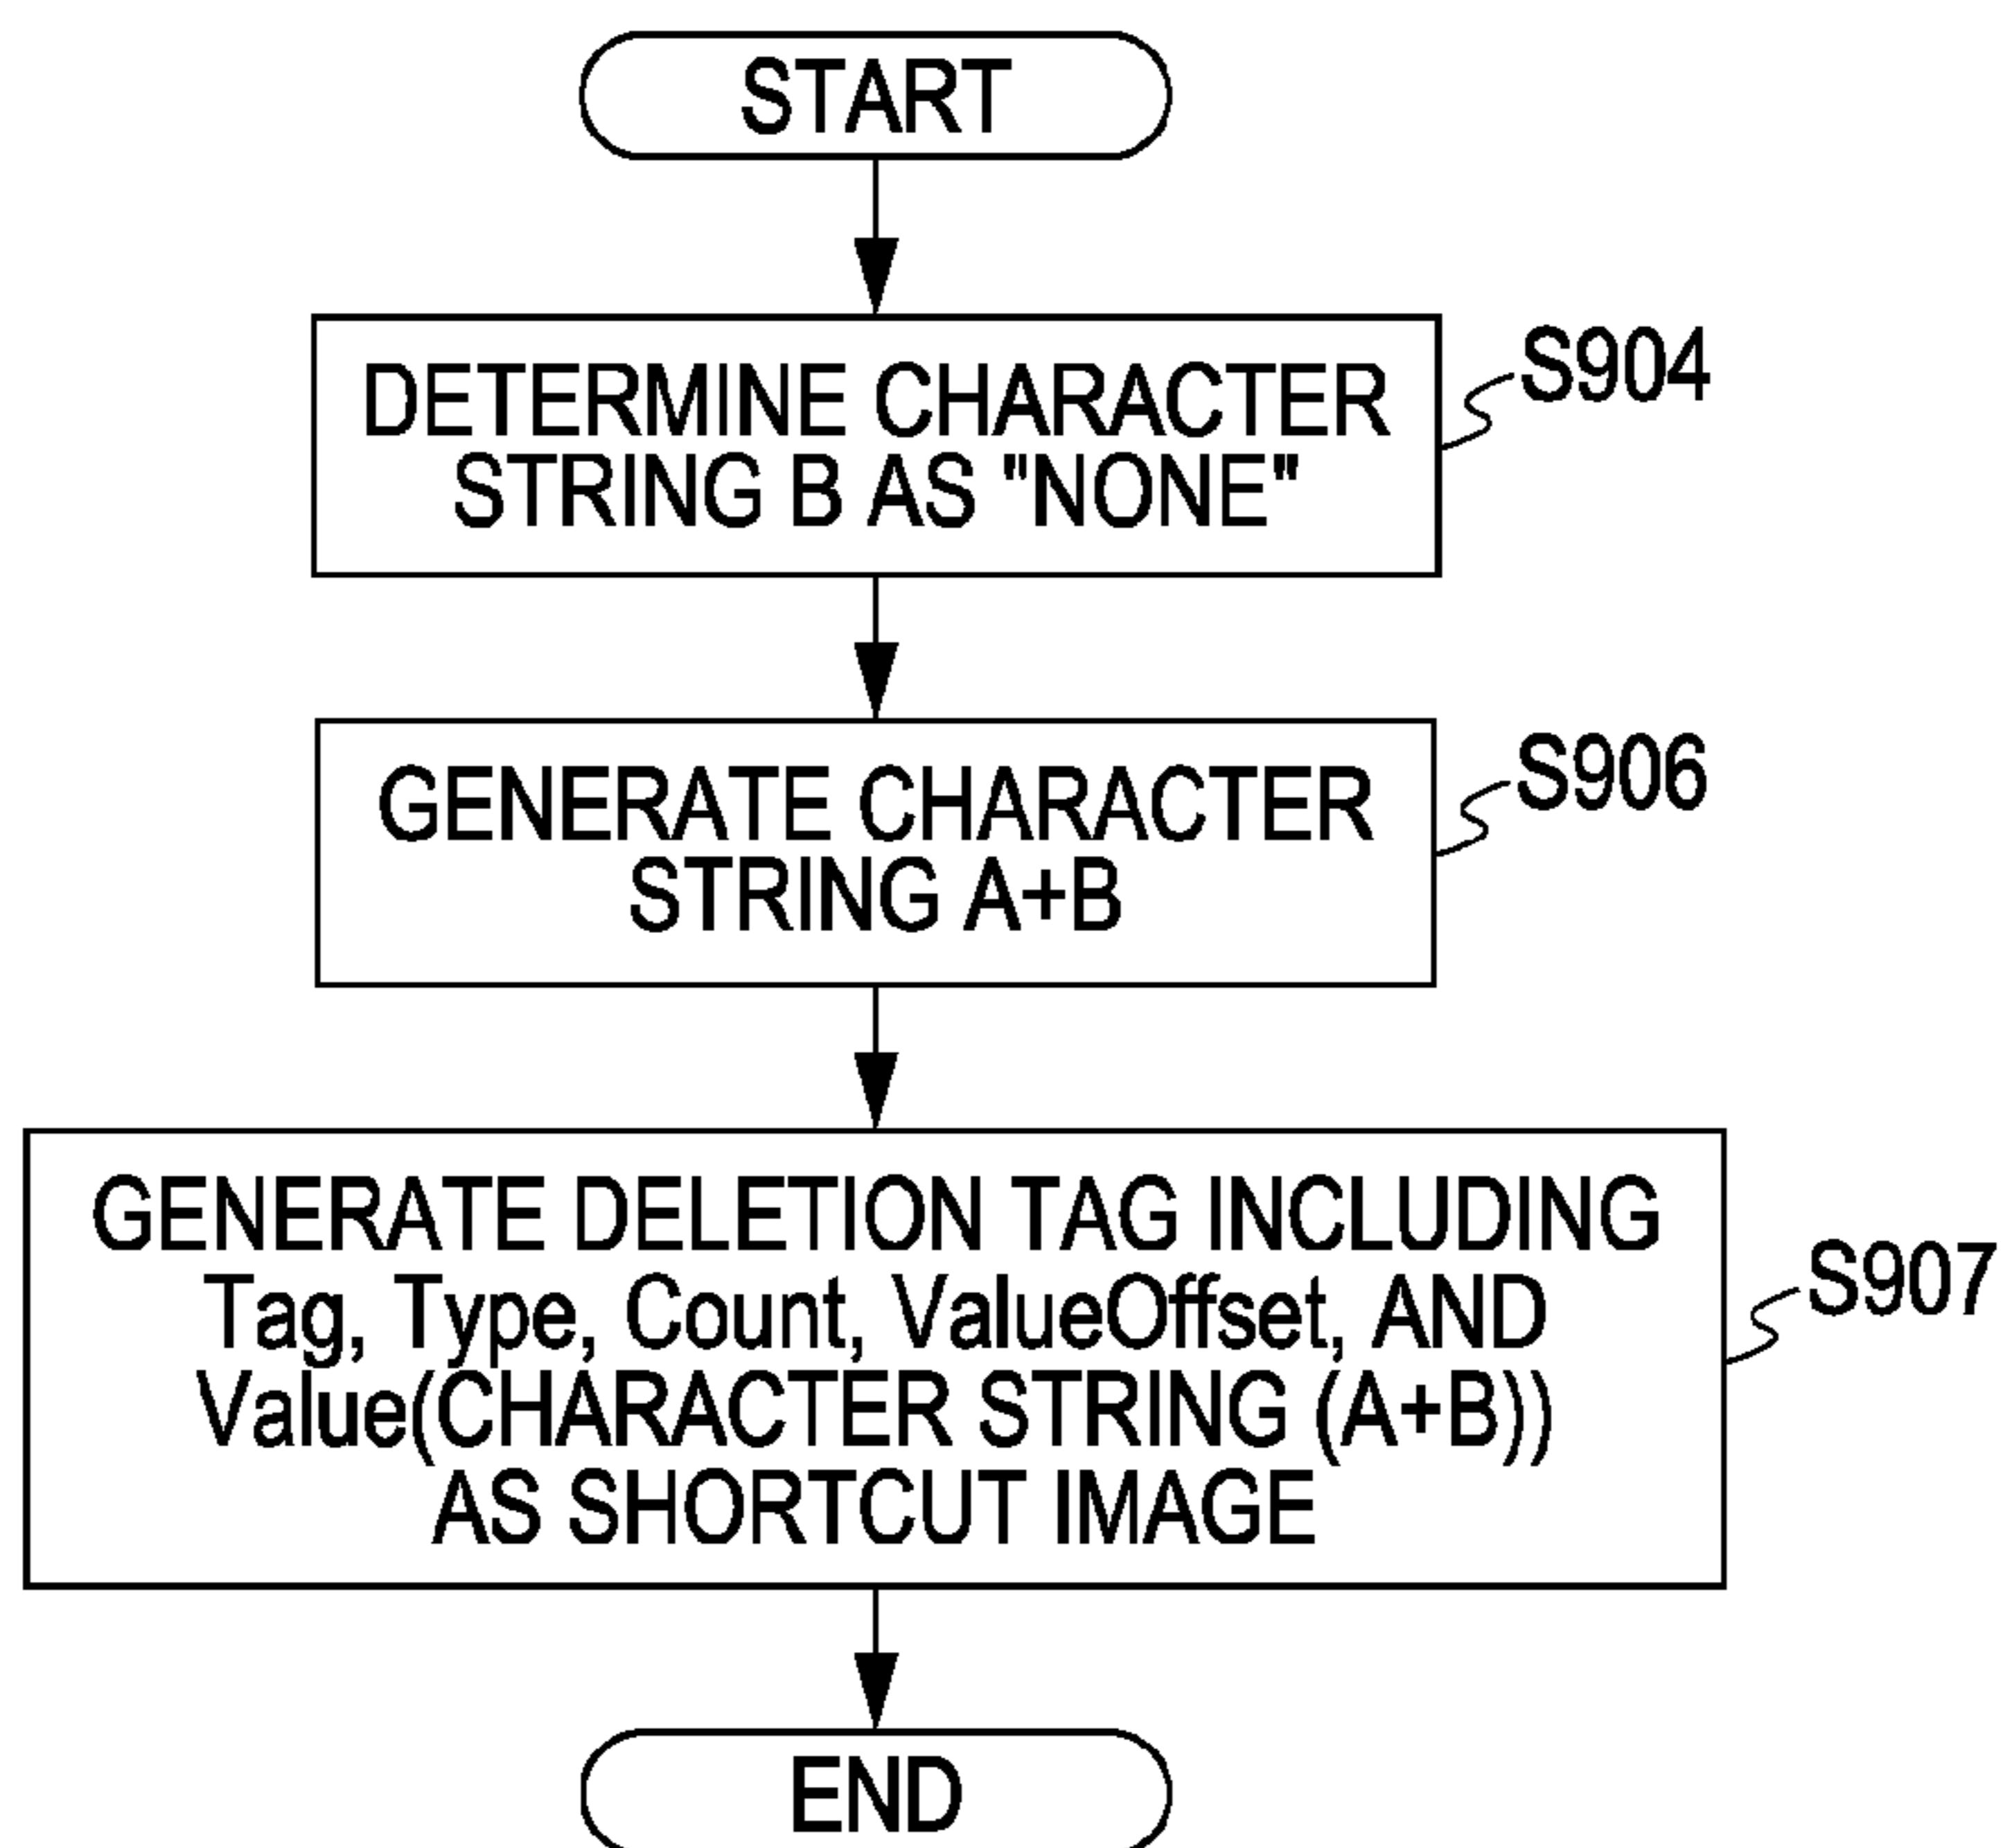 START
DETERMINE CHARACTER
STRING B AS "NONE"
S904
GENERATE CHARACTER
STRING A+B
S906
GENERATE DELETION TAG INCLUDING
Tag, Type, Count, ValueOffset, AND
Value(CHARACTER STRING (A+B))
AS SHORTCUT IMAGE
S907
END